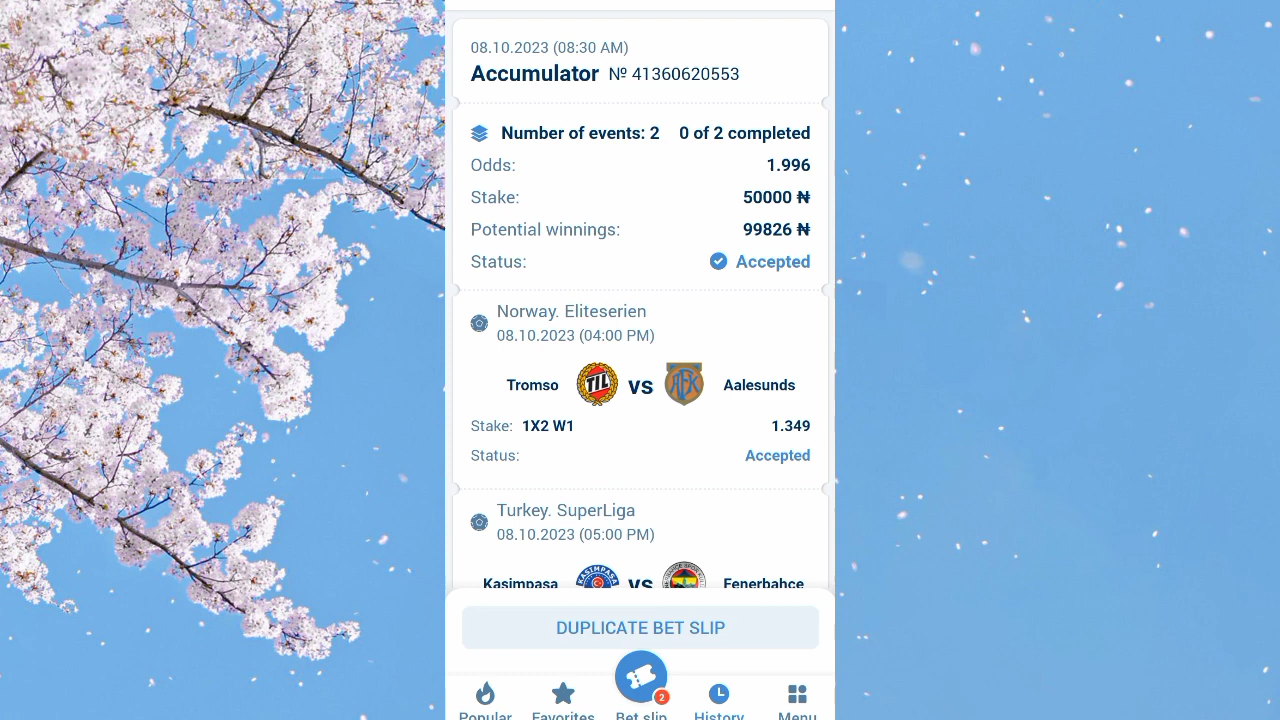 08.10.2023 (08:30 AM)
Accumulator № 41360620553
Number of events: 2 0 of 2 completed
Odds: 1.996
Stake: 50000 ₦
Potential winnings: 99826 ₦
Status: Accepted
Norway. Eliteserien
08.10.2023 (04:00 PM)
Tromso TIL VS AFK Aalesunds
Stake: 1X2 W1 1.349
Status: Accepted
Turkey. SuperLiga
08.10.2023 (05:00 PM)
Kasimpasa KASIMPAŞA VS Fenerbahce
DUPLICATE BET SLIP
2
Popular Favorites Bet slip History Menu